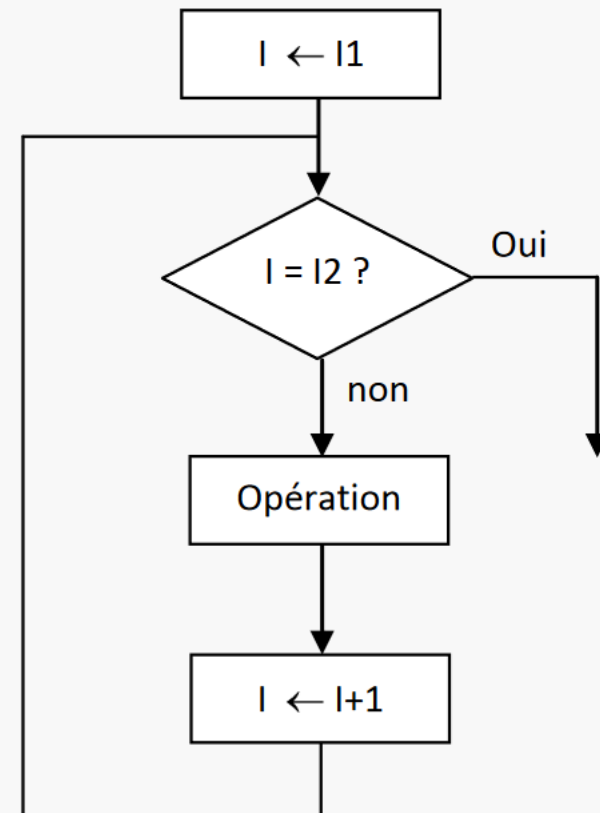 I ← I1
I = I2 ?
Oui
non
Opération
I ← I+1